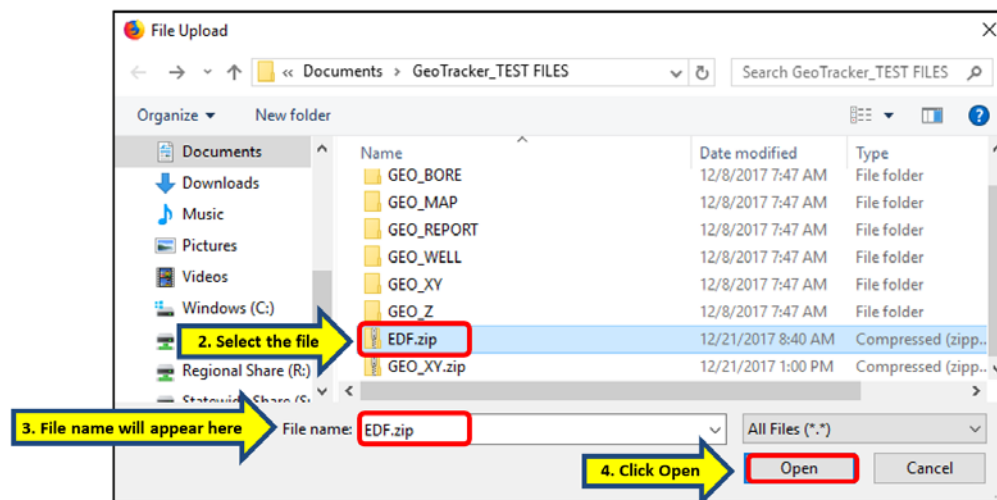 File Upload
« Documents > GeoTracker_TEST FILES
Search GeoTracker_TEST FILES
Organize
New folder
Documents
Downloads
Music
Pictures
Videos
Windows (C:)
Regional Share (R:)
Name Date modified Type
GEO_BORE 12/8/2017 7:47 AM File folder
GEO_MAP 12/8/2017 7:47 AM File folder
GEO_REPORT 12/8/2017 7:47 AM File folder
GEO_WELL 12/8/2017 7:47 AM File folder
GEO_XY 12/8/2017 7:47 AM File folder
GEO_Z 12/8/2017 7:47 AM File folder
2. Select the file
EDF.zip 12/21/2017 8:40 AM Compressed (zipp...
GEO_XY.zip 12/21/2017 1:00 PM Compressed (zipp...
3. File name will appear here
File name: EDF.zip
All Files (*.*)
4. Click Open
Open
Cancel